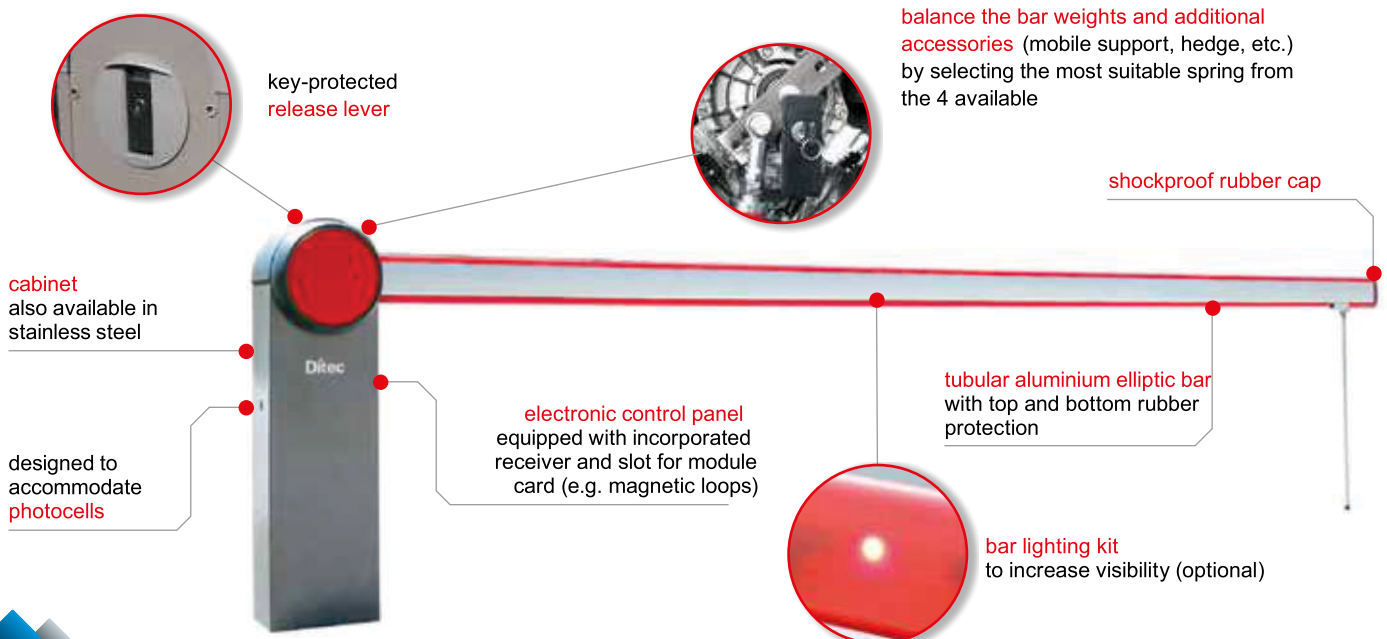 key-protected
release lever
balance the bar weights and additional
accessories (mobile support, hedge, etc.)
by selecting the most suitable spring from
the 4 available
shockproof rubber cap
cabinet
also available in
stainless steel
Ditec
designed to
accommodate
photocells
electronic control panel
equipped with incorporated
receiver and slot for module
card (e.g. magnetic loops)
tubular aluminium elliptic bar
with top and bottom rubber
protection
bar lighting kit
to increase visibility (optional)